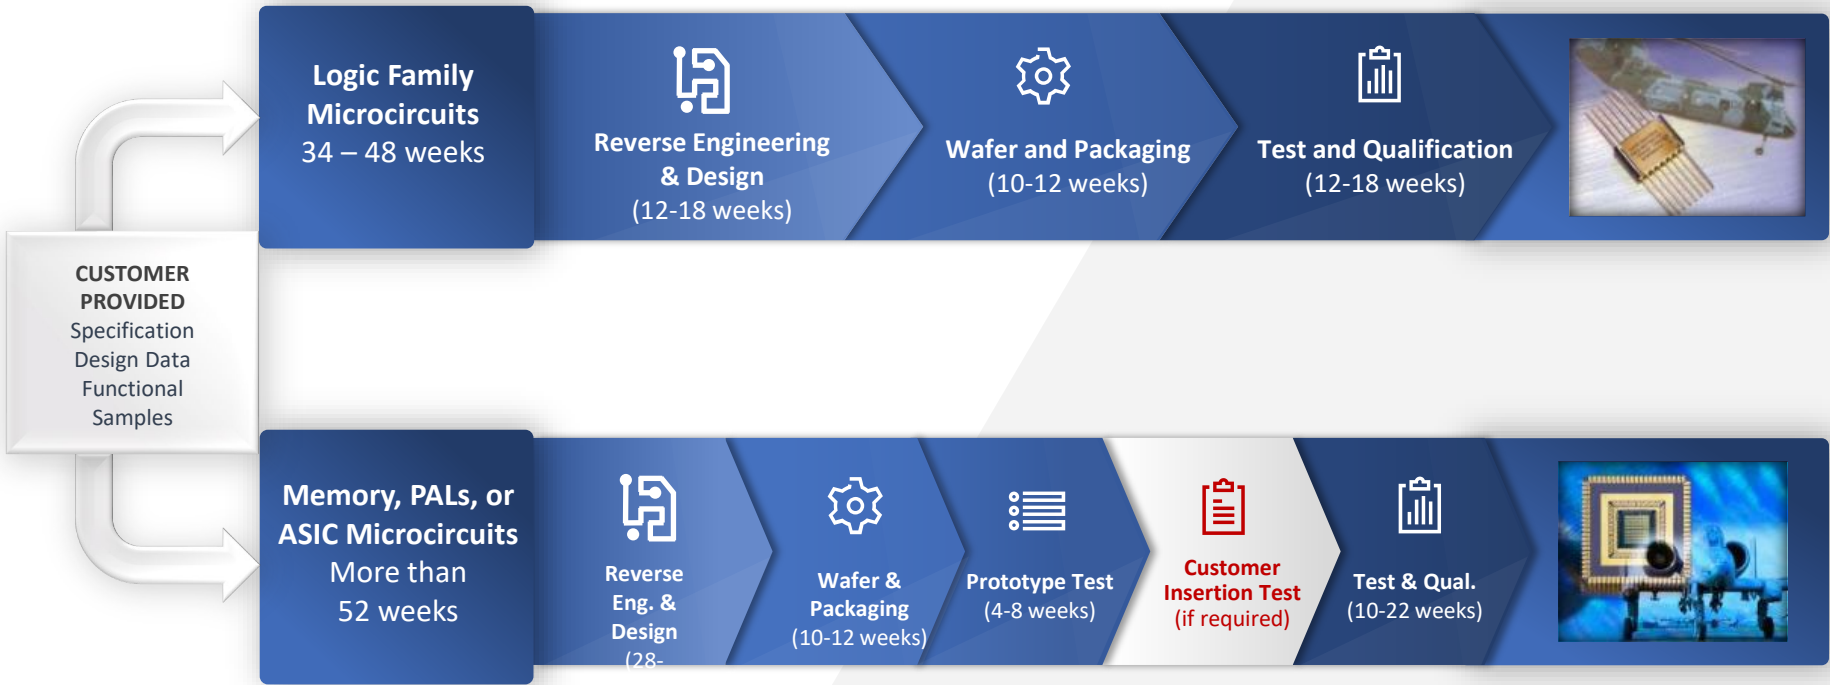 Logic Family
Microcircuits
34 – 48 weeks
Reverse Engineering
& Design
(12-18 weeks)
Wafer and Packaging
(10-12 weeks)
Test and Qualification
(12-18 weeks)
CUSTOMER
PROVIDED
Specification
Design Data
Functional
Samples
Memory, PALs, or
ASIC Microcircuits
More than
52 weeks
Reverse
Eng. &
Design
(28-
Wafer &
Packaging
(10-12 weeks)
Prototype Test
(4-8 weeks)
Customer
Insertion Test
(if required)
Test & Qual.
(10-22 weeks)